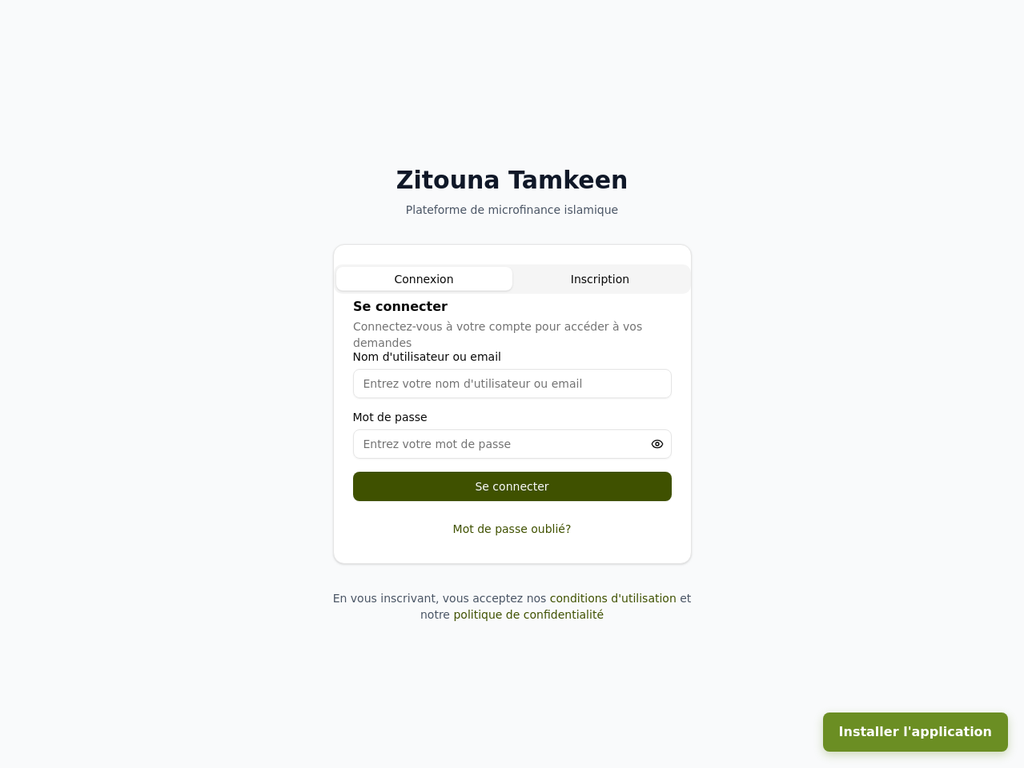 Zitouna Tamkeen
Plateforme de microfinance islamique
Connexion
Inscription
Se connecter
Connectez-vous à votre compte pour accéder à vos
demandes
Nom d'utilisateur ou email
Entrez votre nom d'utilisateur ou email
Mot de passe
Entrez votre mot de passe
Se connecter
Mot de passe oublié?
En vous inscrivant, vous acceptez nos conditions d'utilisation et
notre politique de confidentialité
Installer l'application